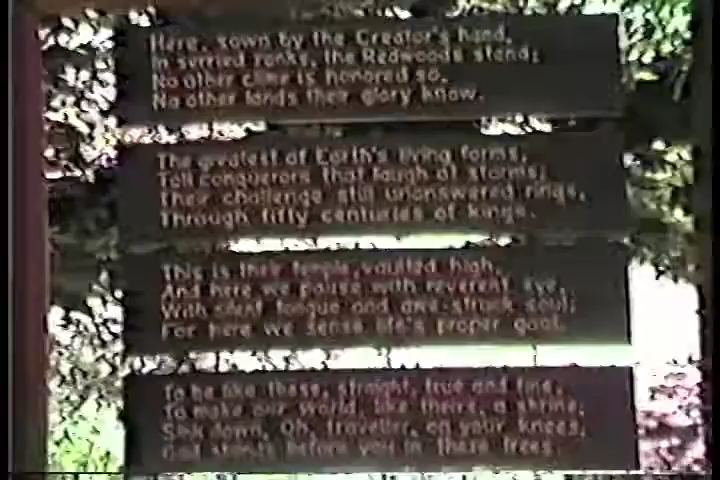 Here, sown by the Creator's hand,
In serried ranks, the Redwoods stand;
No other clime is honored so,
No other lands their glory know.
The greatest of Earth's living forms,
Tall conquerors that laugh at storms;
Their challenge still unanswered rings,
Through fifty centuries of kings.
This is their temple, vaulted high,
And here we pause with reverent eye,
With silent tongue and awe-struck soul;
For here we sense life's proper goal.
To be like these, straight, true and fine,
To make our world, like theirs, a shrine;
Sink down, Oh, traveller, on your knees,
God stands before you in these trees.